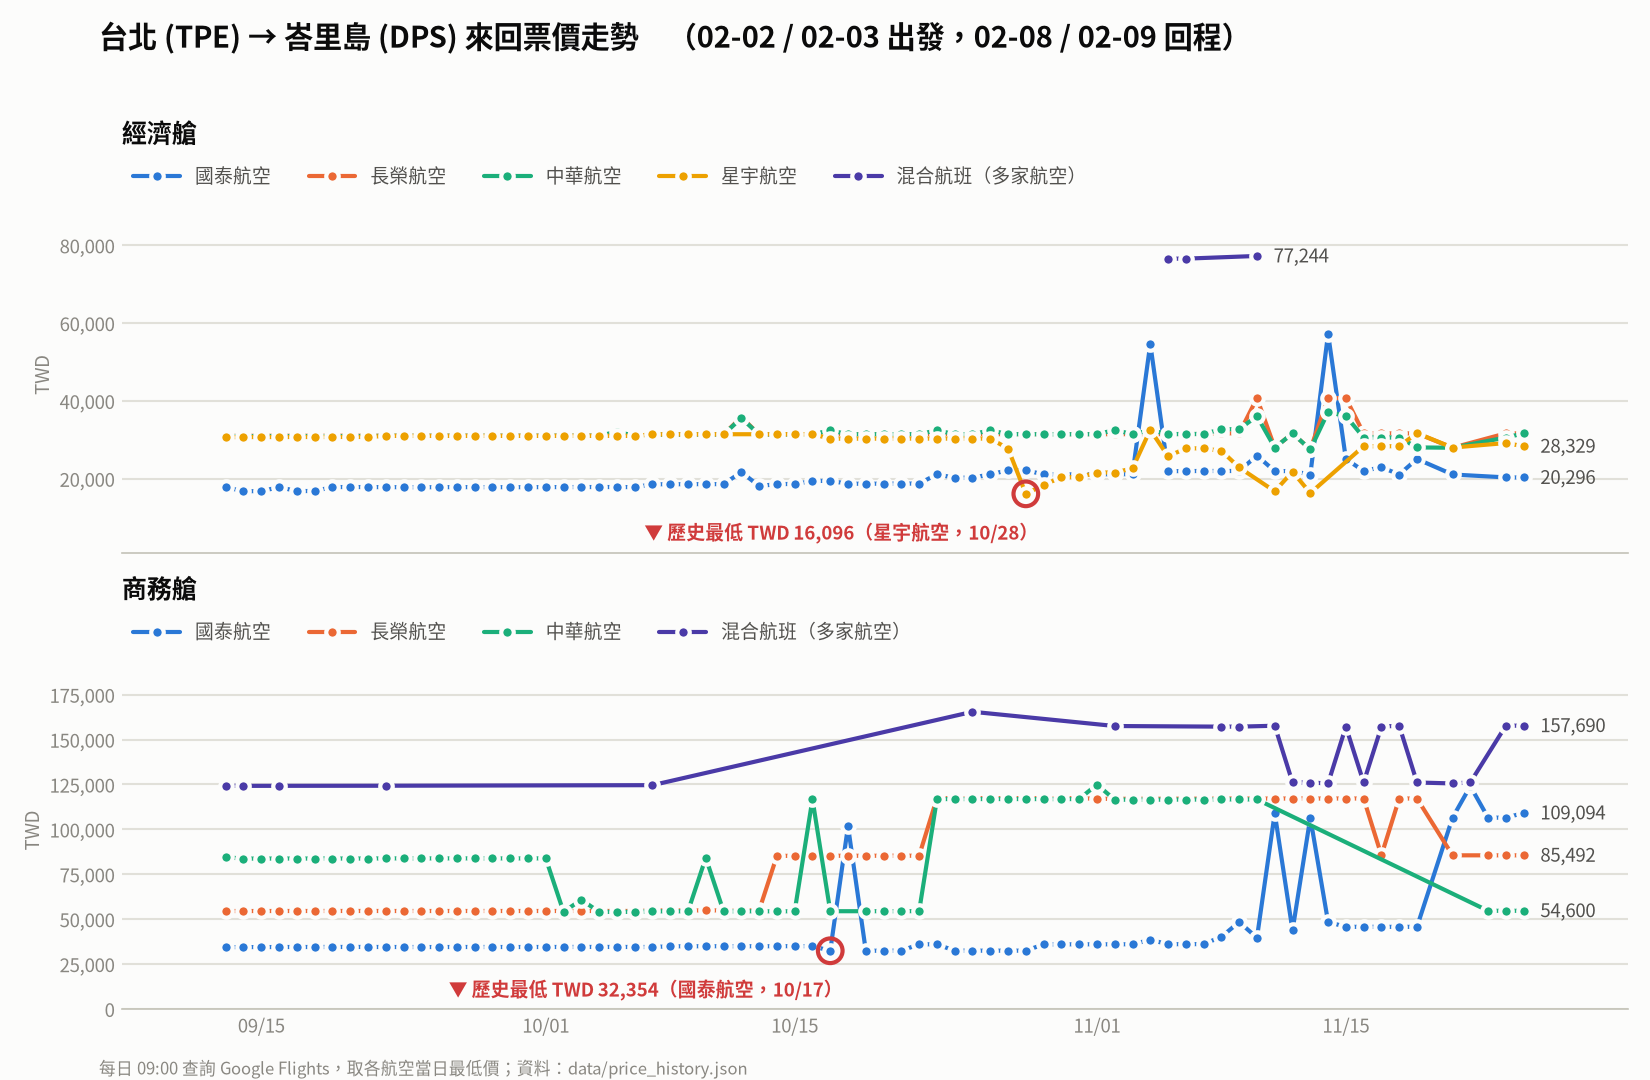 台北 (TPE) → 峇里島 (DPS) 來回票價走勢 （02-02 / 02-03 出發，02-08 / 02-09 回程）
經濟艙
國泰航空 長榮航空 中華航空 星宇航空 混合航班（多家航空）
80,000
77,244
60,000
TWD
40,000
28,329
20,000
20,296
▼ 歷史最低 TWD 16,096（星宇航空，10/28）
商務艙
國泰航空 長榮航空 中華航空 混合航班（多家航空）
175,000
157,690
150,000
125,000
109,094
TWD
100,000
85,492
75,000
54,600
50,000
25,000
▼ 歷史最低 TWD 32,354（國泰航空，10/17）
0
09/15 10/01 10/15 11/01 11/15
每日 09:00 查詢 Google Flights，取各航空當日最低價；資料：data/price_history.json